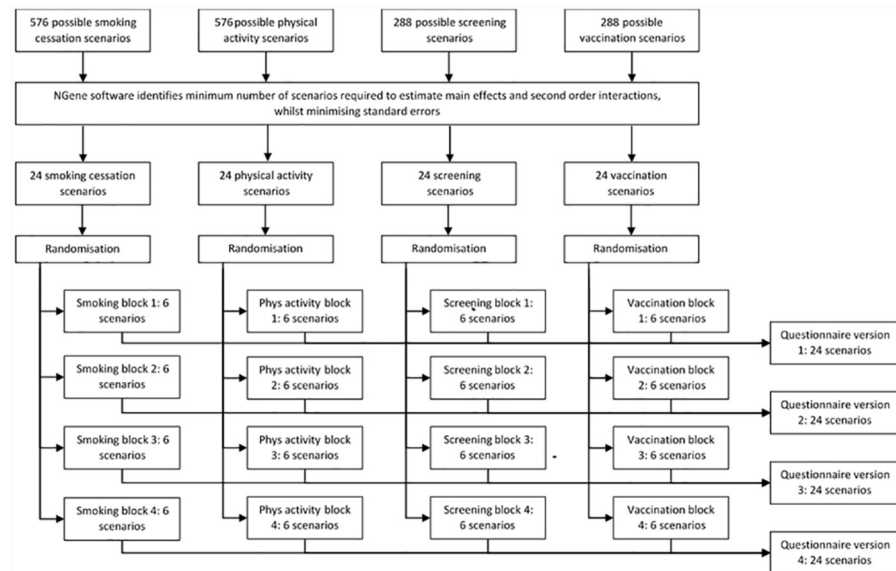 576 possible smoking
cessation scenarios
576 possible physical
activity scenarios
288 possible screening
scenarios
288 possible
vaccination scenarios
NGene software identifies minimum number of scenarios required to estimate main effects and second order interactions,
whilst minimising standard errors
24 smoking cessation
scenarios
24 physical activity
scenarios
24 screening
scenarios
24 vaccination
scenarios
Randomisation
Randomisation
Randomisation
Randomisation
Smoking block 1: 6
scenarios
Phys activity block
1: 6 scenarios
Screening block 1:
6 scenarios
Vaccination block
1: 6 scenarios
Questionnaire version
1: 24 scenarios
Smoking block 2: 6
scenarios
Phys activity block
2: 6 scenarios
Screening block 2:
6 scenarios
Vaccination block
2: 6 scenarios
Questionnaire version
2: 24 scenarios
Smoking block 3: 6
scenarios
Phys activity block
3: 6 scenarios
Screening block 3:
6 scenarios
Vaccination block
3: 6 scenarios
Questionnaire version
3: 24 scenarios
Smoking block 4: 6
scenarios
Phys activity block
4: 6 scenarios
Screening block 4:
6 scenarios
Vaccination block
4: 6 scenarios
Questionnaire version
4: 24 scenarios